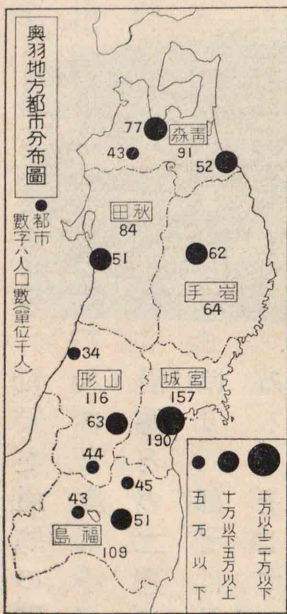 奥羽地方都市分布圖
●都市
數字ハ人口數(單位千人)
77
森青
43
91
52
田秋
84
51
62
手岩
64
34
形山
116
城宮
157
63
190
44
45
43
51
島福
109
十万以上二十万以下
十万以下五万以上
五万以下